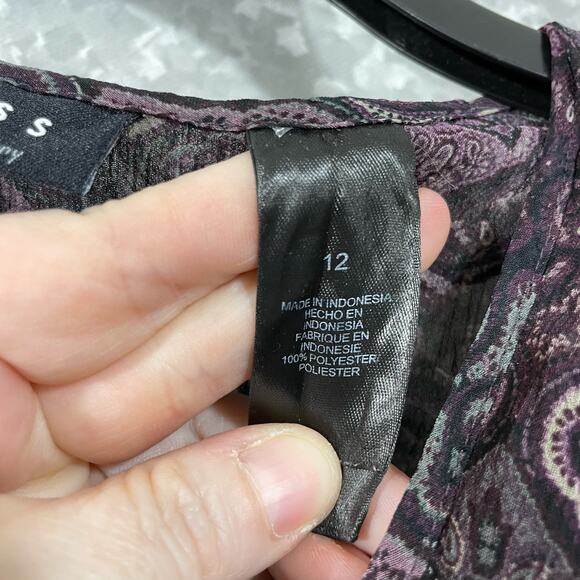 S S
12
MADE IN INDONESIA
HECHO EN
INDONESIA
FABRIQUE EN
INDONESIE
100% POLYESTER
POLIESTER